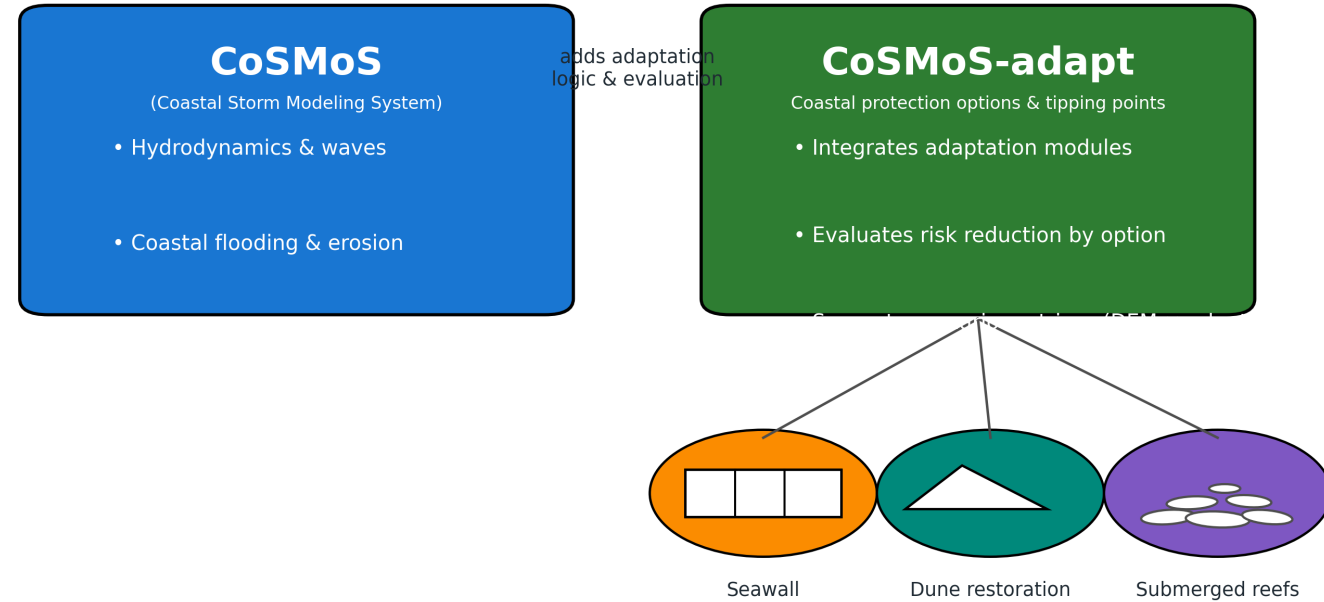 CoSMoS
(Coastal Storm Modeling System)
• Hydrodynamics & waves
• Coastal flooding & erosion
adds adaptation
logic & evaluation
CoSMoS-adapt
Coastal protection options & tipping points
• Integrates adaptation modules
• Evaluates risk reduction by option
Seawall
Dune restoration
Submerged reefs